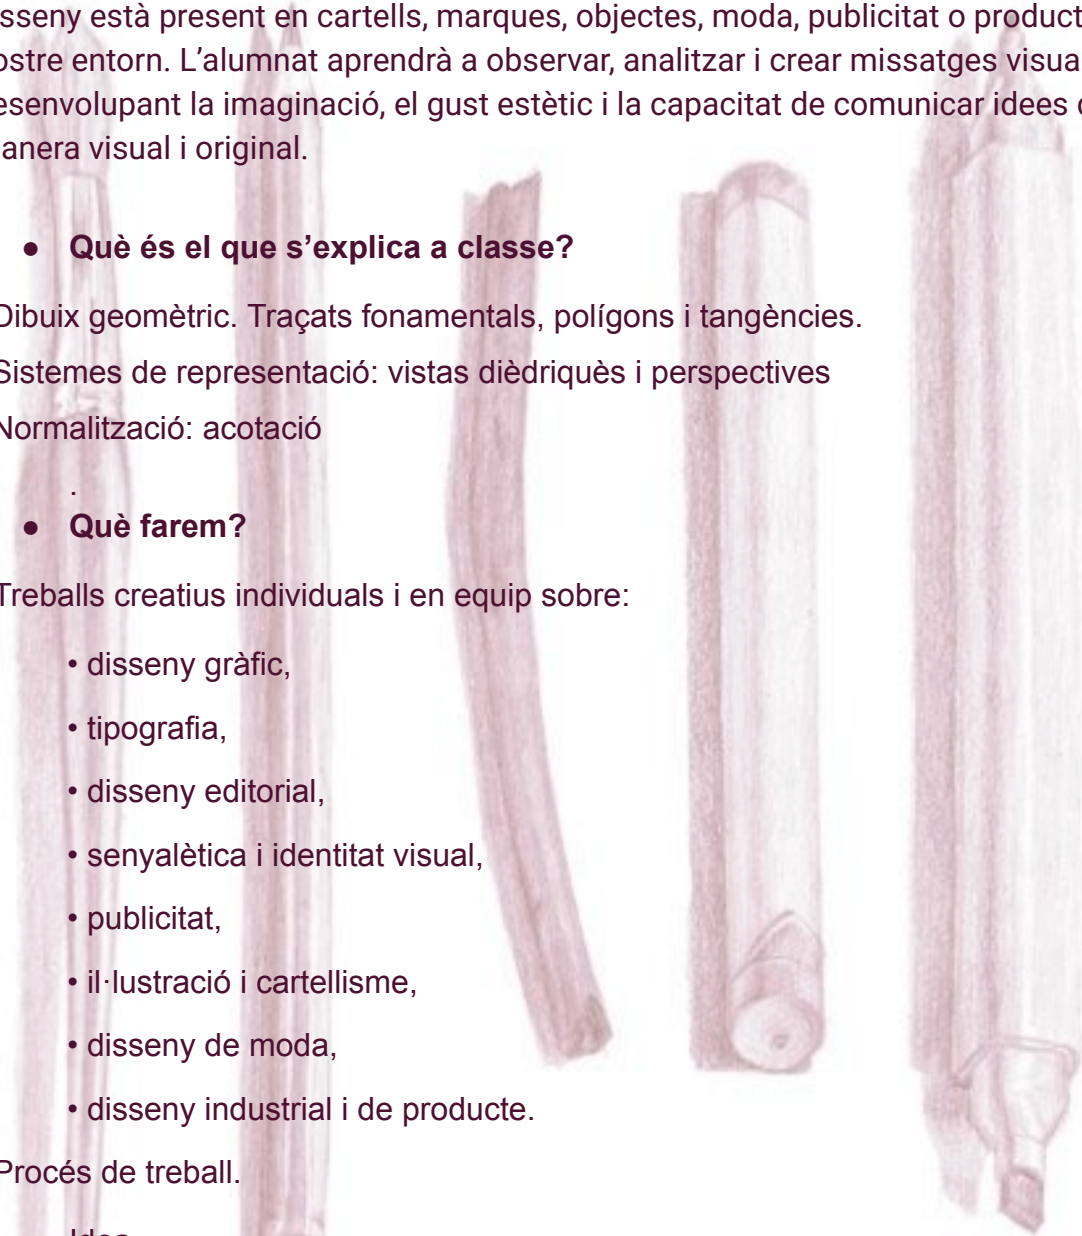 sseny està present en cartells, marques, objectes, moda, publicitat o product
ostre entorn. L’alumnat aprendrà a observar, analitzar i crear missatges visua
esenvolupant la imaginació, el gust estètic i la capacitat de comunicar idees
anera visual i original.
● Què és el que s’explica a classe?
Dibuix geomètric. Traçats fonamentals, polígons i tangències.
Sistemes de representació: vistas dièdriquès i perspectives
Normalització: acotació
.
● Què farem?
Treballs creatius individuals i en equip sobre:
• disseny gràfic,
• tipografia,
• disseny editorial,
• senyalètica i identitat visual,
• publicitat,
• il·lustració i cartellisme,
• disseny de moda,
• disseny industrial i de producte.
Procés de treball.
Idea